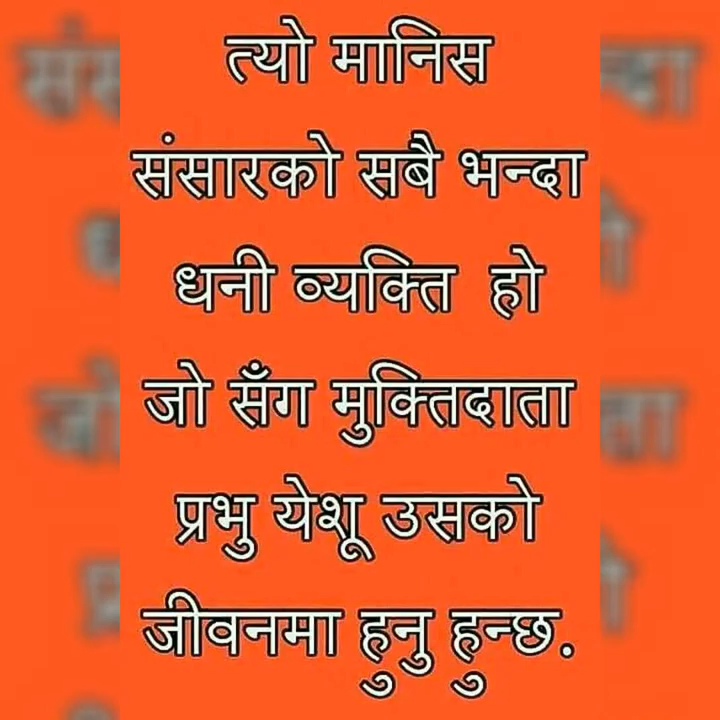 त्यो मानिस
संसारको सबै भन्दा
धनी व्यक्ति हो
जो सँग मुक्तिदाता
प्रभु येशू उसको
जीवनमा हुनु हुन्छ.